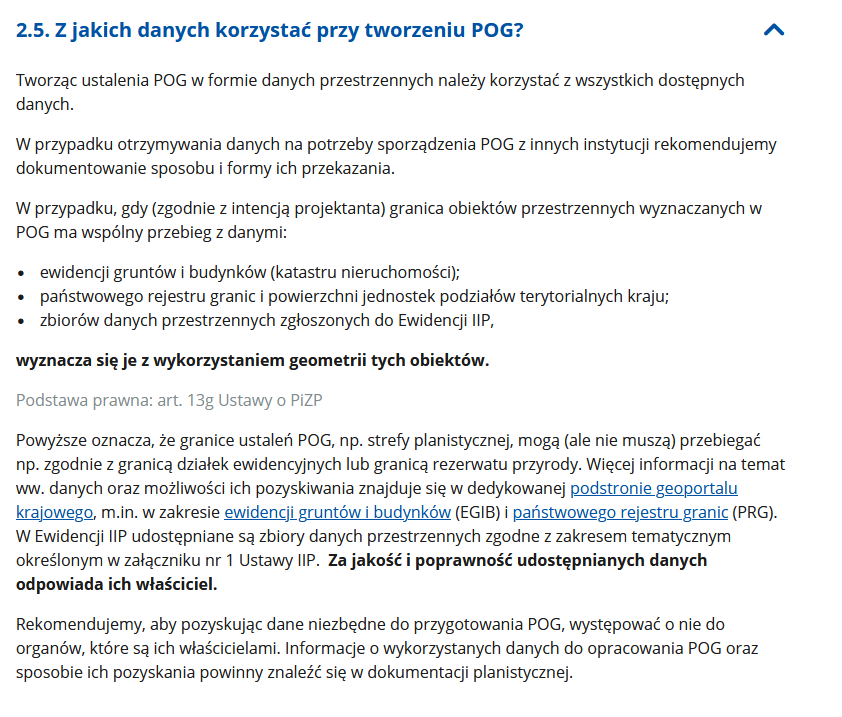 2.5. Z jakich danych korzystać przy tworzeniu POG?
Tworząc ustalenia POG w formie danych przestrzennych należy korzystać z wszystkich dostępnych
danych.
W przypadku otrzymywania danych na potrzeby sporządzenia POG z innych instytucji rekomendujemy
dokumentowanie sposobu i formy ich przekazania.
W przypadku, gdy (zgodnie z intencją projektanta) granica obiektów przestrzennych wyznaczanych w
POG ma wspólny przebieg z danymi:
• ewidencji gruntów i budynków (katastru nieruchomości);
• państwowego rejestru granic i powierzchni jednostek podziałów terytorialnych kraju;
• zbiorów danych przestrzennych zgłoszonych do Ewidencji IIP,
wyznacza się je z wykorzystaniem geometrii tych obiektów.
Podstawa prawna: art. 13g Ustawy o PiZP
Powyższe oznacza, że granice ustaleń POG, np. strefy planistycznej, mogą (ale nie muszą) przebiegać
np. zgodnie z granicą działek ewidencyjnych lub granicą rezerwatu przyrody. Więcej informacji na temat
ww. danych oraz możliwości ich pozyskiwania znajduje się w dedykowanej podstronie geoportalu
krajowego, m.in. w zakresie ewidencji gruntów i budynków (EGIB) i państwowego rejestru granic (PRG).
W Ewidencji IIP udostępniane są zbiory danych przestrzennych zgodne z zakresem tematycznym
określonym w załączniku nr 1 Ustawy IIP. Za jakość i poprawność udostępnianych danych
odpowiada ich właściciel.
Rekomendujemy, aby pozyskując dane niezbędne do przygotowania POG, występować o nie do
organów, które są ich właścicielami. Informacje o wykorzystanych danych do opracowania POG oraz
sposobie ich pozyskania powinny znaleźć się w dokumentacji planistycznej.